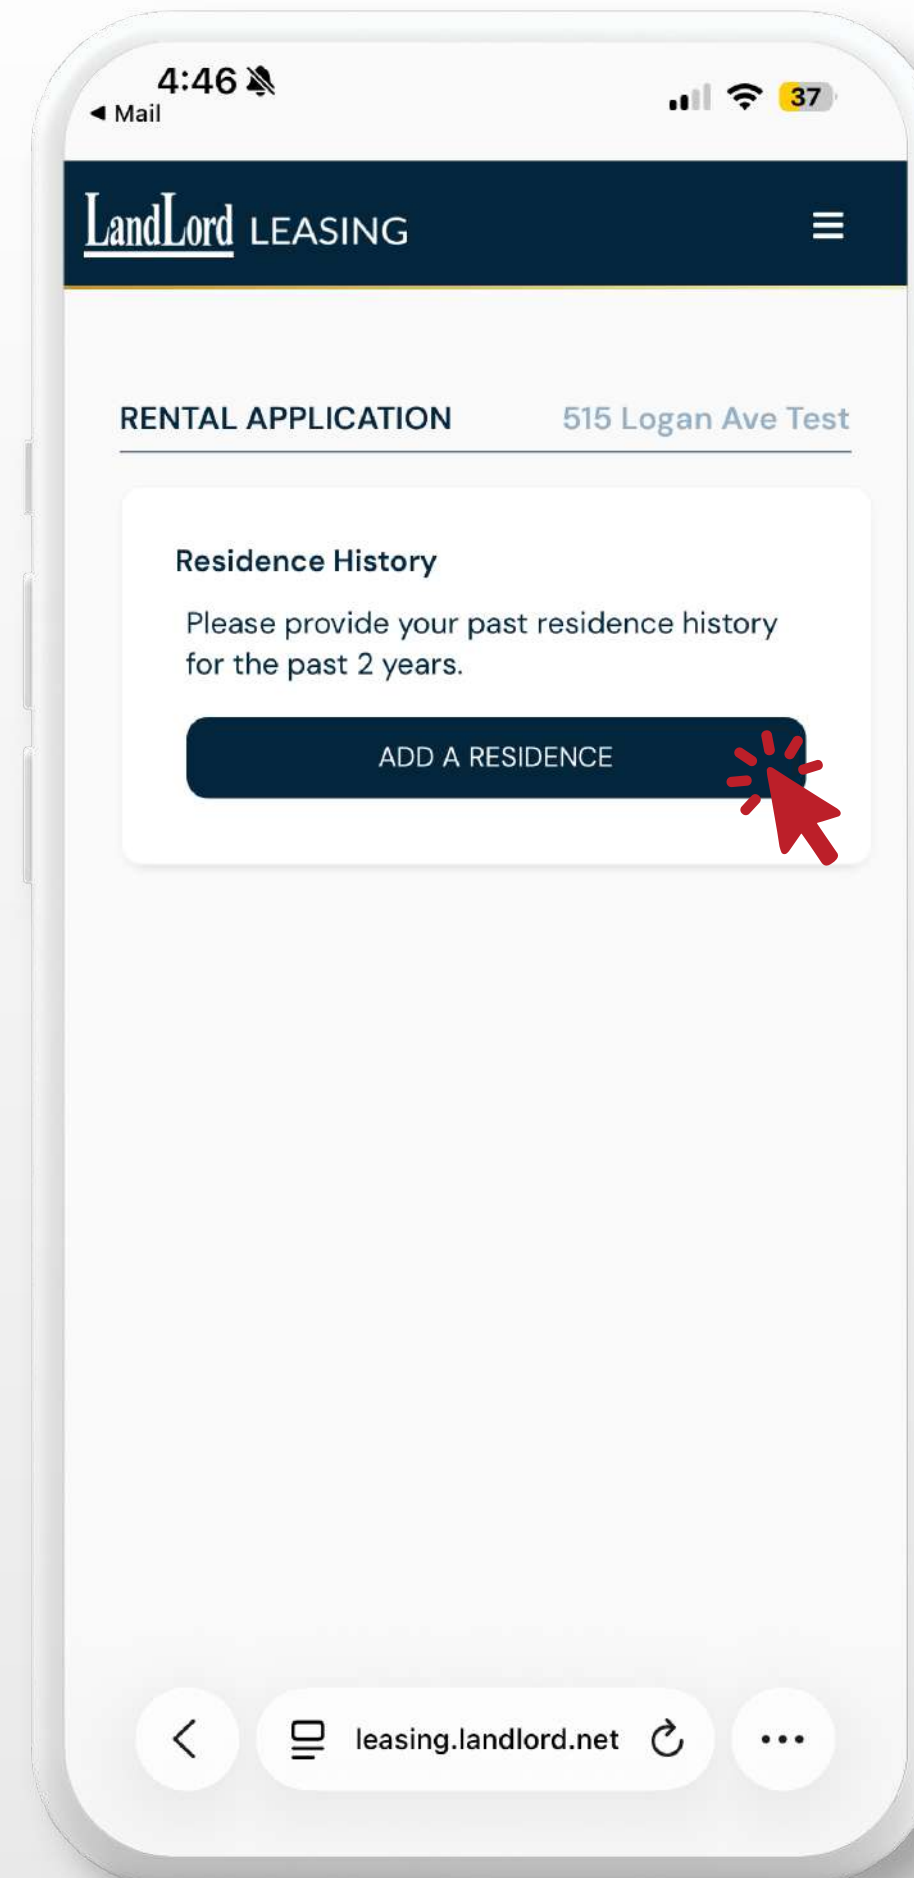 4:46
Mail
37
LandLord LEASING
RENTAL APPLICATION 515 Logan Ave Test
Residence History
Please provide your past residence history
for the past 2 years.
ADD A RESIDENCE
leasing.landlord.net